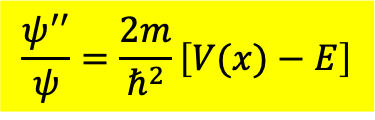 ψ''/ψ = 2m/ħ² [V(x) − E]